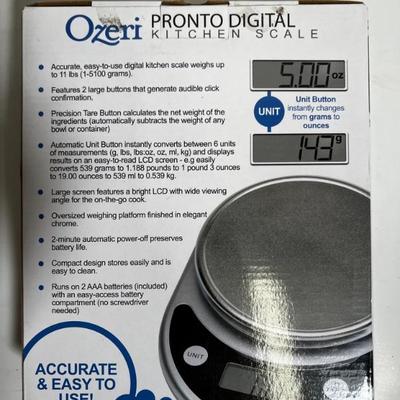 Ozeri PRONTO DIGITAL
KITCHEN SCALE
Accurate, easy-to-use digital kitchen scale weighs up
to 11 lbs (1-5100 grams).
Features 2 large buttons that generate audible click
confirmation.
Precision Tare Button calculates the net weight of the
ingredients (automatically subtracts the weight of any
bowl or container)
Automatic Unit Button instantly converts between 6 units
of measurements (g, lbs, lbs:oz, oz, ml, kg) and displays
results on an easy-to-read LCD screen - e.g easily
converts 539 grams to 1.188 pounds to 1 pound 3 ounces
to 19.00 ounces to 539 ml to 0.539 kg.
Large screen features a bright LCD with wide viewing
angle for the on-the-go cook.
Oversized weighing platform finished in elegant
chrome.
2-minute automatic power-off preserves
battery life.
Compact design stores easily and is
easy to clean.
Runs on 2 AAA batteries (included) with
an easy-access battery
compartment (no screwdriver
needed)
ACCURATE
& EASY TO
USE!
5.00 oz
UNIT
Unit Button
instantly changes
from grams to
ounces
143 g
UNIT